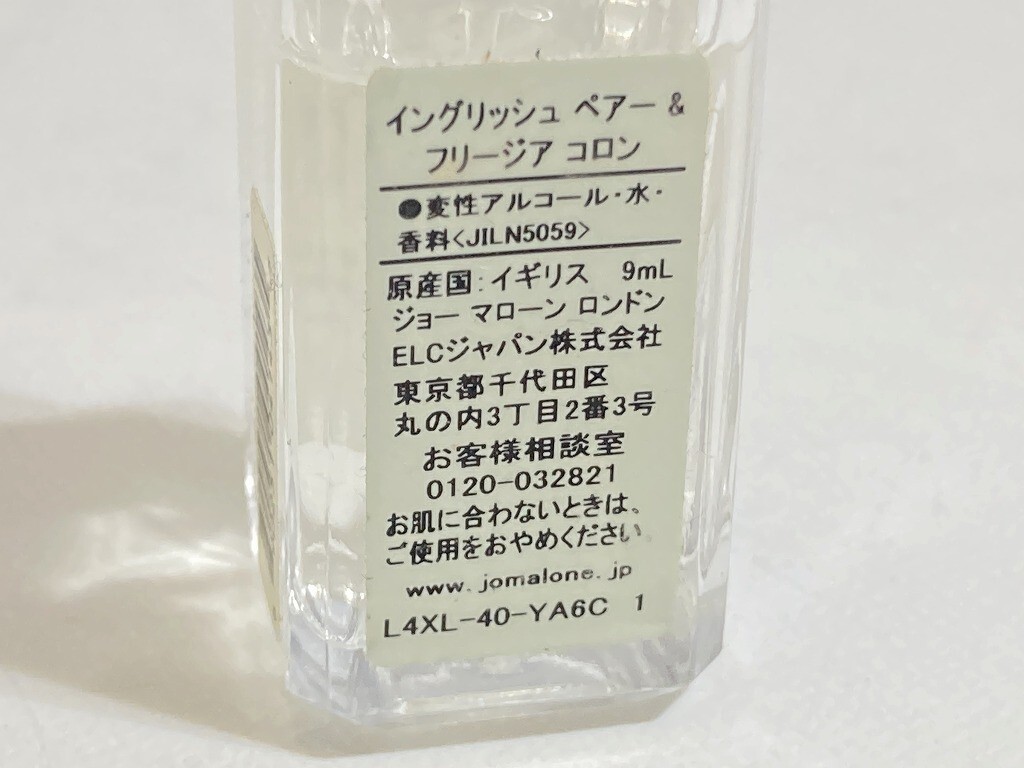 イングリッシュ ペアー &
フリージア コロン
●変性アルコール・水・
香料<JILN5059>
原産国:イギリス 9mL
ジョー マローン ロンドン
ELCジャパン株式会社
東京都千代田区
丸の内3丁目2番3号
お客様相談室
0120-032821
お肌に合わないときは、
ご使用をおやめください。
www.jomalone.jp
L4XL-40-YA6C 1